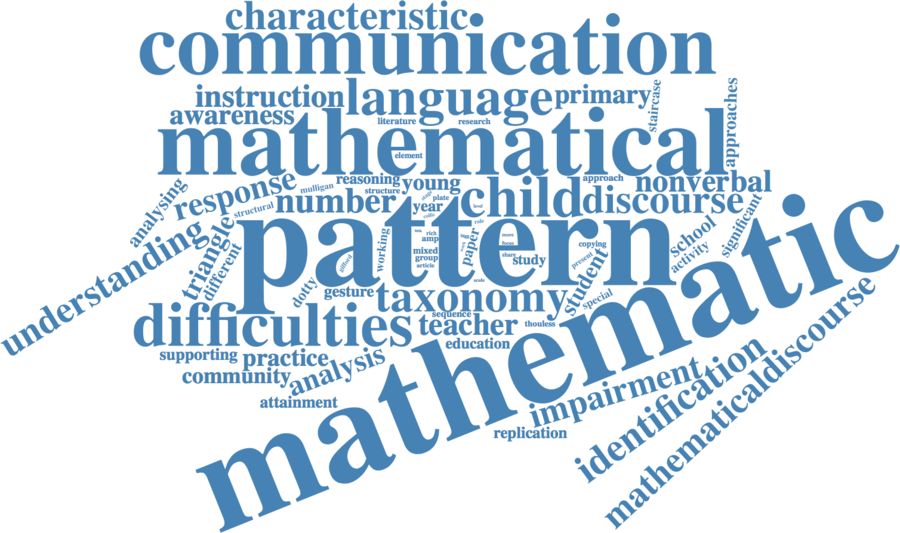 characteristic
communication
instruction
language
primary
staircase
approaches
awareness
literature
research
mathematical
element
analysing
response
mulligan
reasoning
structure
young
approach
nonverbal
structural
number
year
plate
child
discourse
significant
understanding
triangle
different
pattern
working
gifford
mixed
group
article
rich
paper
share
study
copying
present
student
school
activity
dotty
gesture
taxonomy
special
sequence
scale
difficulties
teacher
thouless
education
supporting
practice
community
analysis
attainment
mathematic
impairment
replication
identification
mathematicaldiscourse